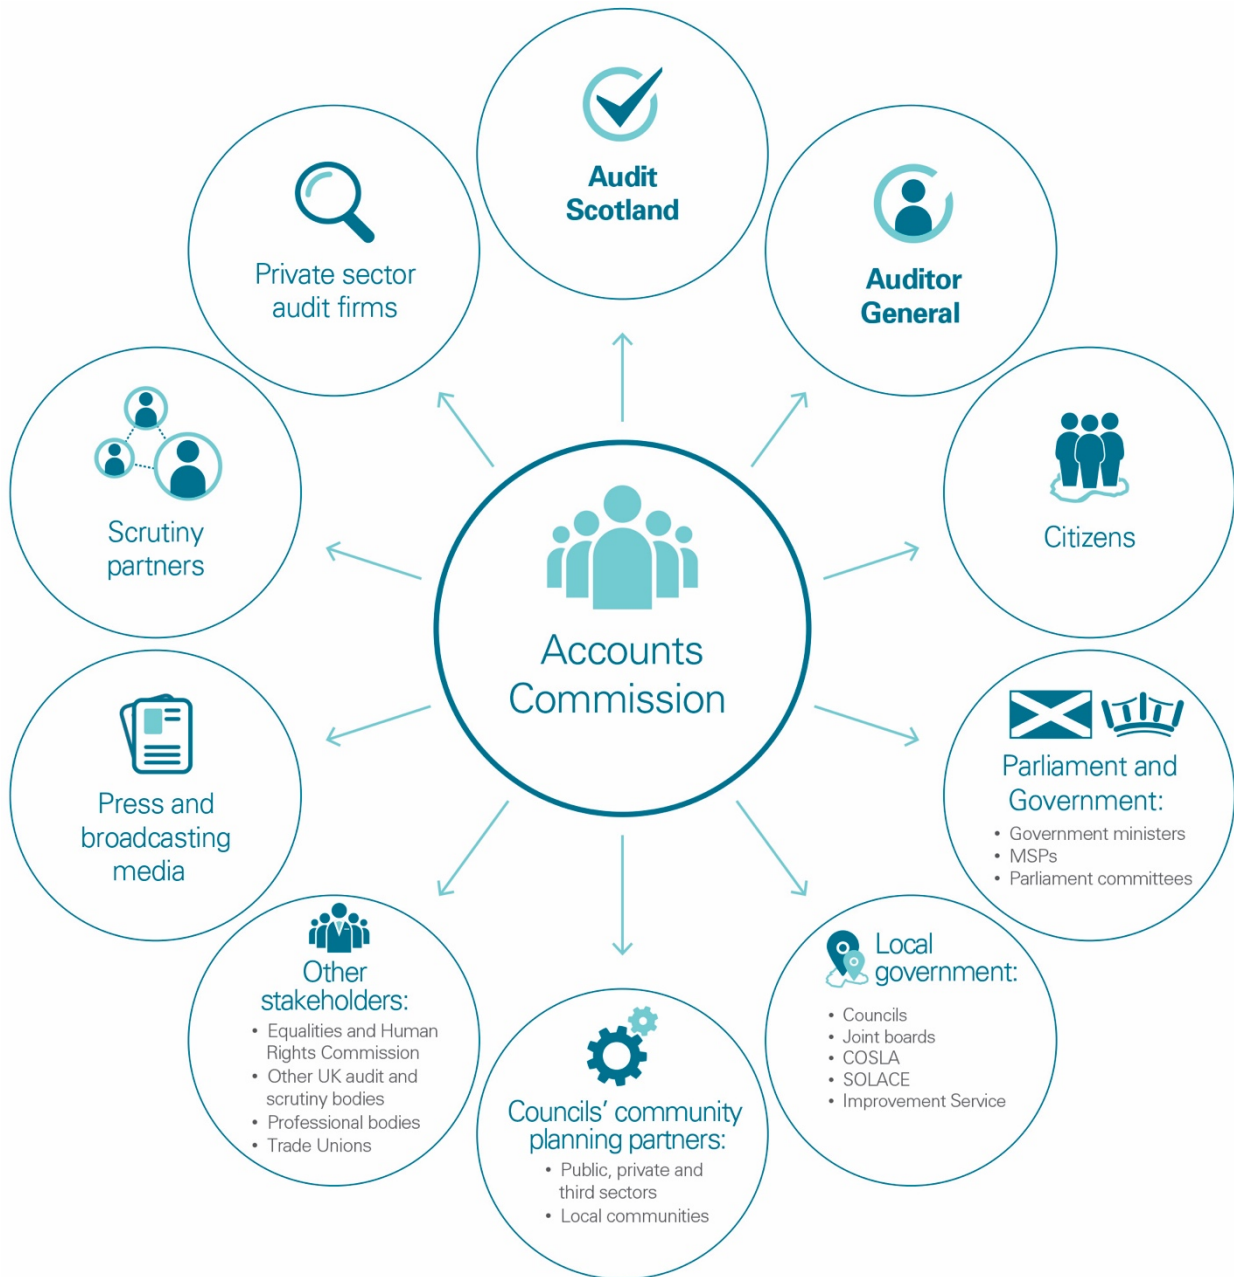 Audit
Scotland
Auditor
General
Citizens
Parliament and
Government:
• Government ministers
• MSPs
• Parliament committees
Local
government:
• Councils
• Joint boards
• COSLA
• SOLACE
• Improvement Service
Councils’ community
planning partners:
• Public, private and
third sectors
• Local communities
Other
stakeholders:
• Equalities and Human
Rights Commission
• Other UK audit and
scrutiny bodies
• Professional bodies
• Trade Unions
Press and
broadcasting
media
Scrutiny
partners
Private sector
audit firms
Accounts
Commission